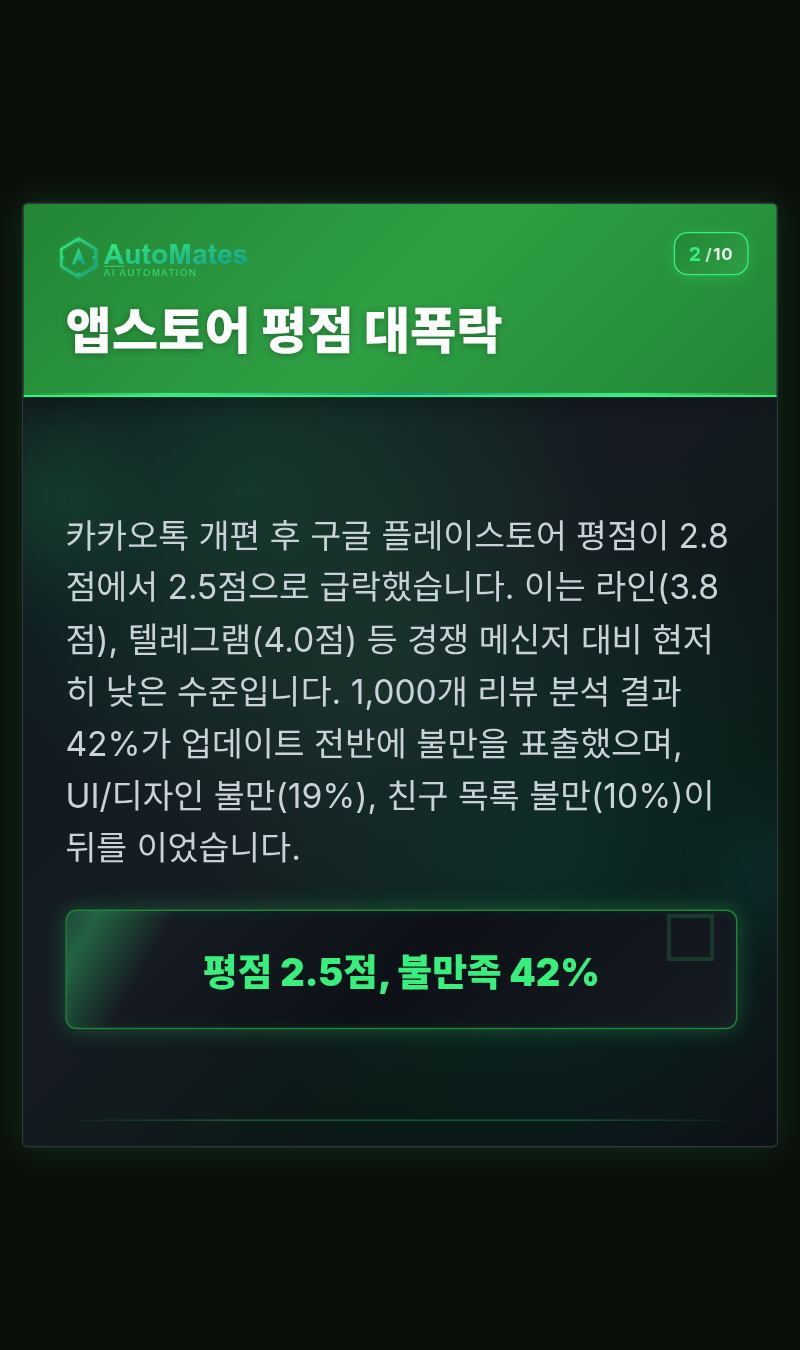 AutoMates
AI AUTOMATION
2 / 10
앱스토어 평점 대폭락
카카오톡 개편 후 구글 플레이스토어 평점이 2.8
점에서 2.5점으로 급락했습니다. 이는 라인(3.8
점), 텔레그램(4.0점) 등 경쟁 메신저 대비 현저
히 낮은 수준입니다. 1,000개 리뷰 분석 결과
42%가 업데이트 전반에 불만을 표출했으며,
UI/디자인 불만(19%), 친구 목록 불만(10%)이
뒤를 이었습니다.
평점 2.5점, 불만족 42%